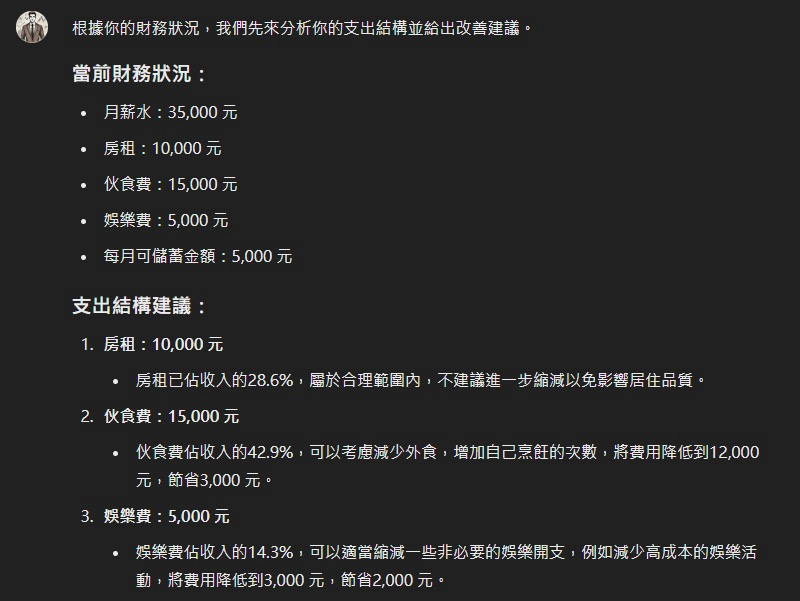 根據你的財務狀況，我們先來分析你的支出結構並給出改善建議。
當前財務狀況：
• 月薪水：35,000 元
• 房租：10,000 元
• 伙食費：15,000 元
• 娛樂費：5,000 元
• 每月可儲蓄金額：5,000 元
支出結構建議：
1. 房租：10,000 元
• 房租已佔收入的28.6%，屬於合理範圍內，不建議進一步縮減以免影響居住品質。
2. 伙食費：15,000 元
• 伙食費佔收入的42.9%，可以考慮減少外食，增加自己烹飪的次數，將費用降低到12,000
元，節省3,000 元。
3. 娛樂費：5,000 元
• 娛樂費佔收入的14.3%，可以適當縮減一些非必要的娛樂開支，例如減少高成本的娛樂活
動，將費用降低到3,000 元，節省2,000 元。